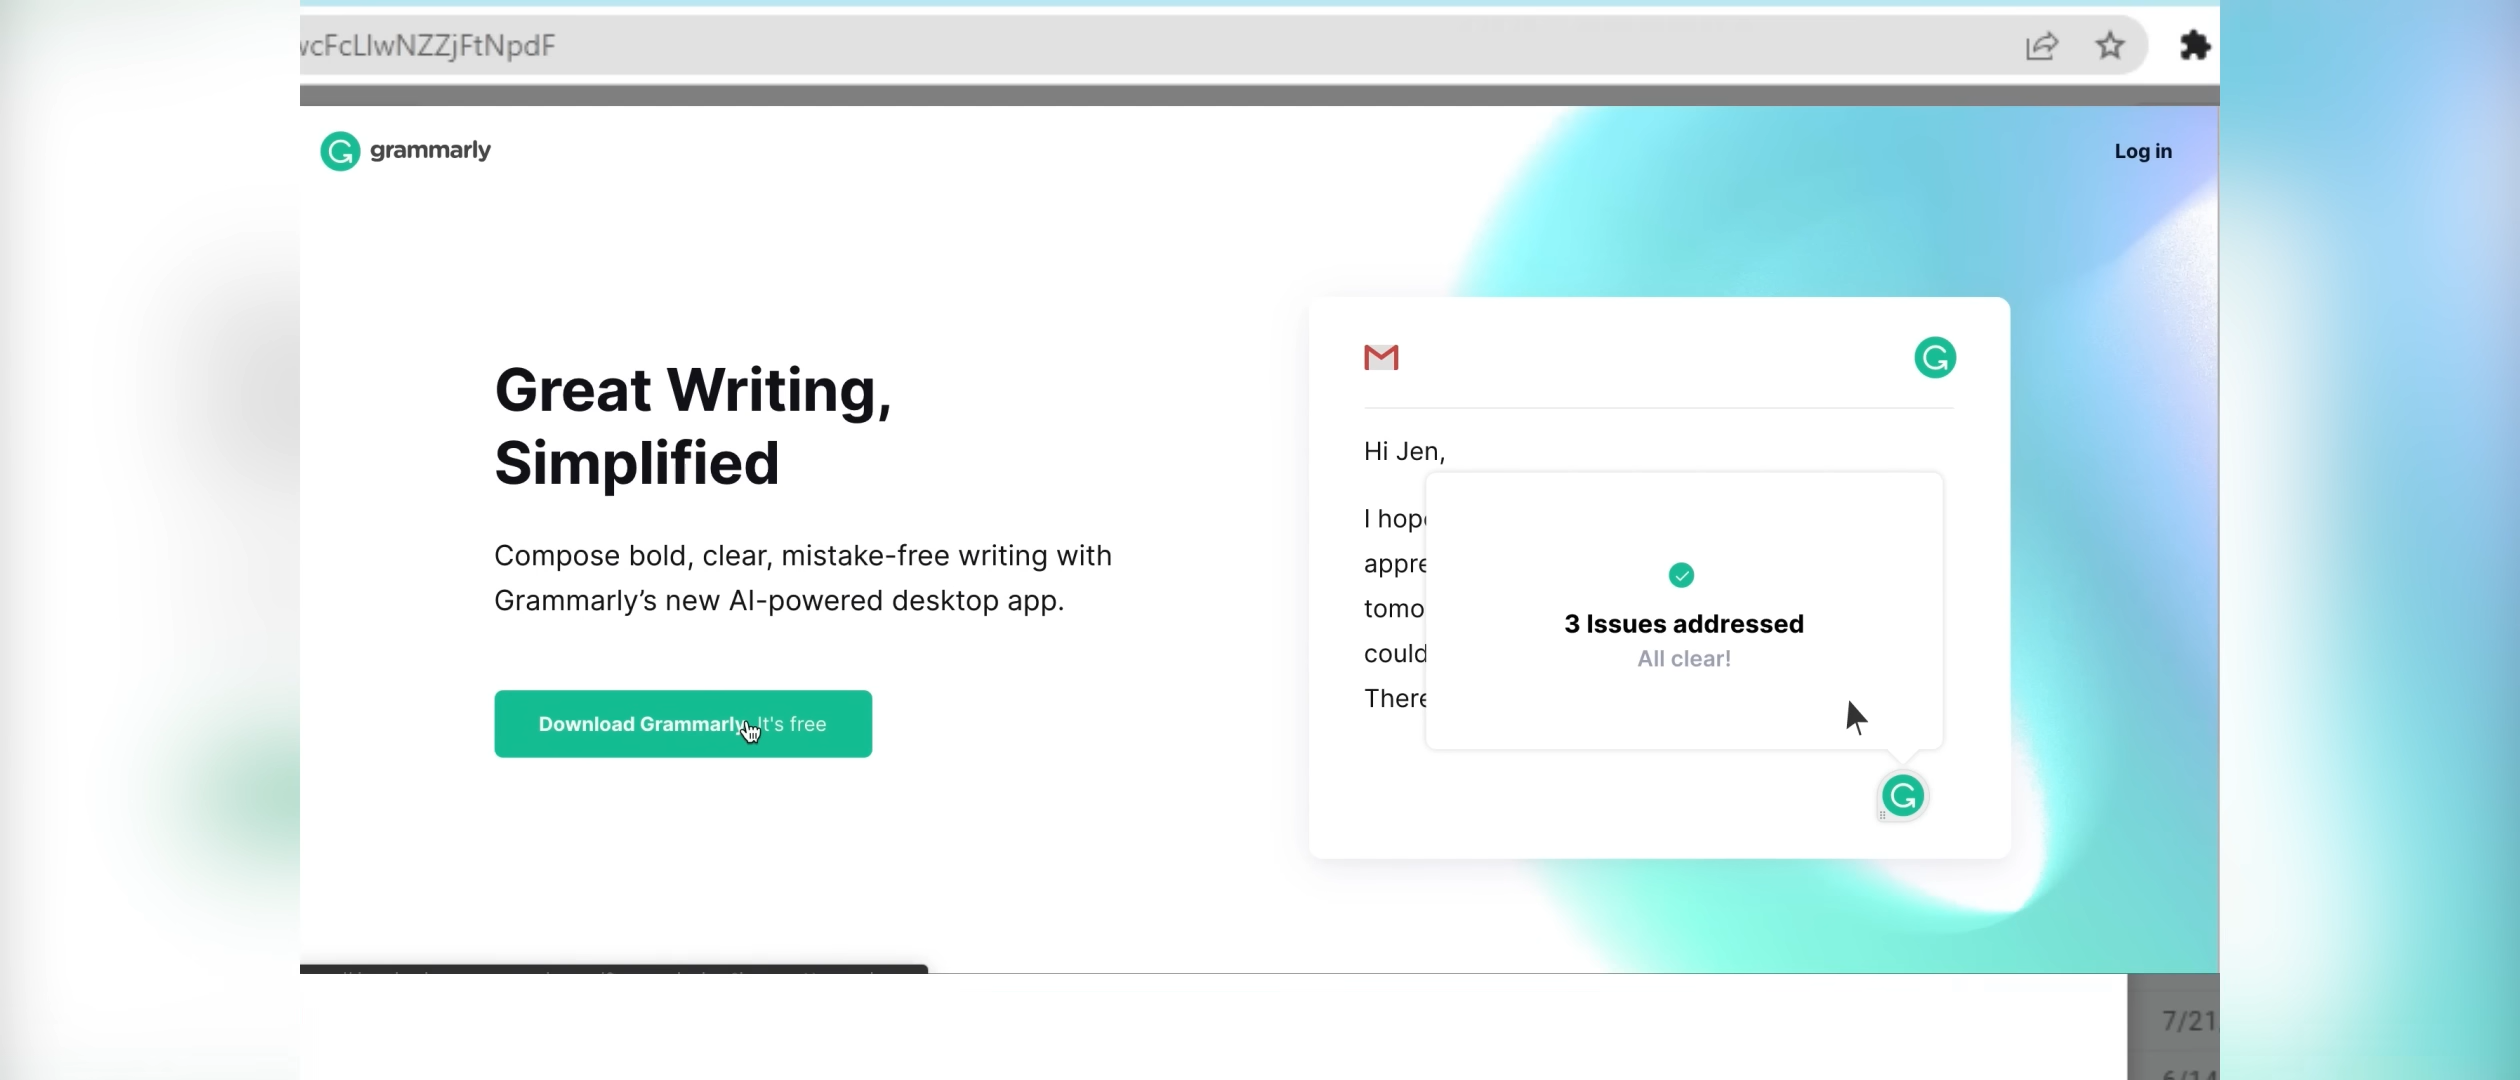 vcFcLlwNZZjFtNpdF
grammarly
Log in
Great Writing,
Simplified
Compose bold, clear, mistake-free writing with
Grammarly's new AI-powered desktop app.
Download Grammarly It's free
Hi Jen,
I hope
appre
tomo
could
There
3 Issues addressed
All clear!
7/21